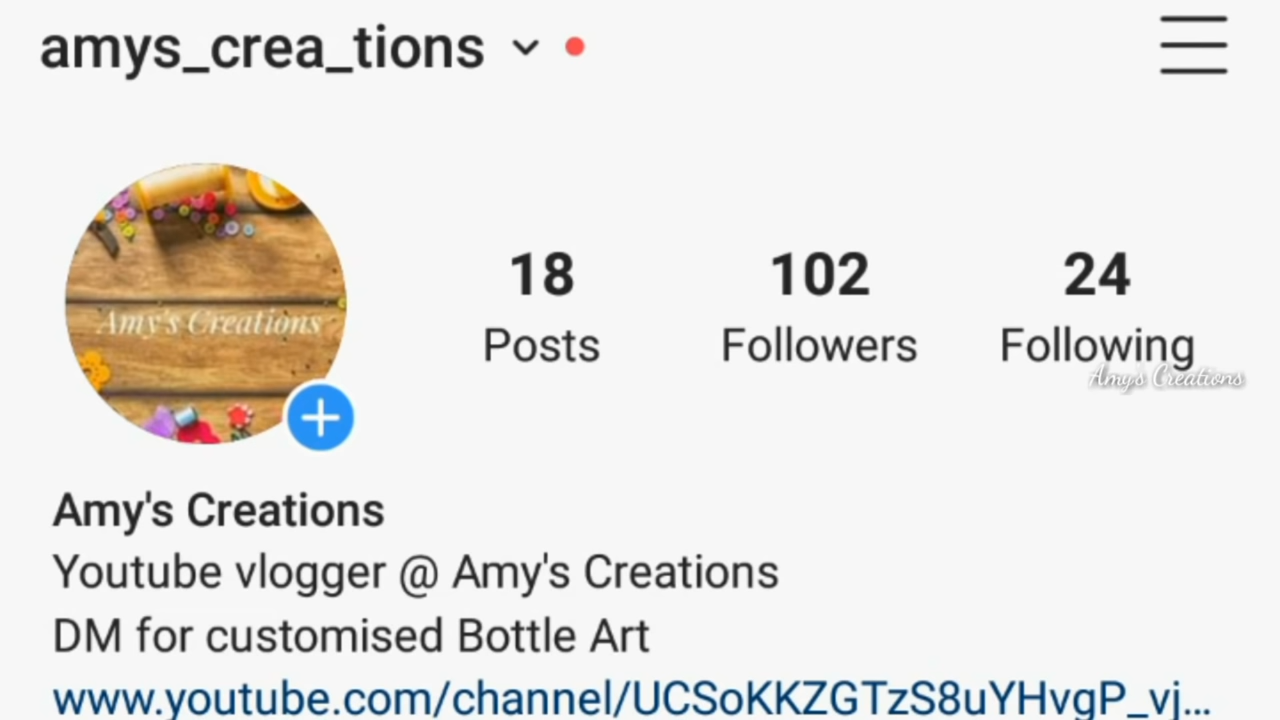 amys_crea_tions
Amy's Creations
18 102 24
Posts Followers Following
Amy's Creations
Amy's Creations
Youtube vlogger @ Amy's Creations
DM for customised Bottle Art
www.youtube.com/channel/UCSoKKZGTzS8uYHvgP_vj...